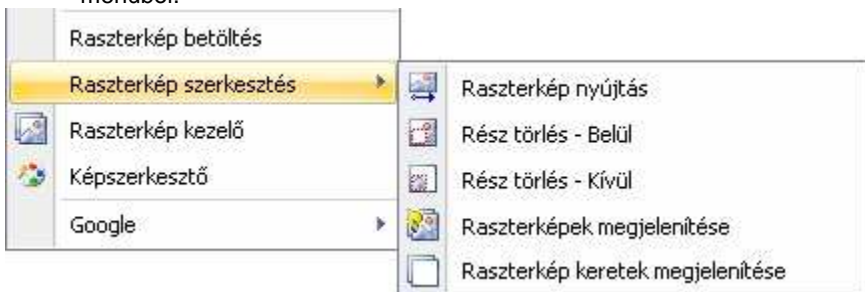 menüből.
Raszterkép betöltés
Raszterkép szerkesztés
Raszterkép kezelő
Képszerkesztő
Google
Raszterkép nyújtás
Rész törlés - Belül
Rész törlés - Kívül
Raszterképek megjelenítése
Raszterkép keretek megjelenítése